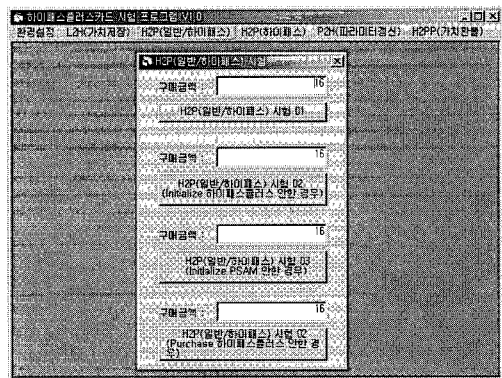 하이패스플러스카드 시험 프로그램(V1.0)
환경설정 L2H(가치저장) H2P(일반/하이패스) H2P(하이패스) P2H(파라미터갱신) H2PP(가치환불)
H2P(일반/하이패스) 시험
구매금액 : 16
H2P(일반/하이패스) 시험 01
구매금액 : 16
H2P(일반/하이패스) 시험 02
(Initialize 하이패스플러스 안한 경우)
구매금액 : 16
H2P(일반/하이패스) 시험 03
(Initialize PSAM 안한 경우)
구매금액 : 16
H2P(일반/하이패스) 시험 02
(Purchase 하이패스플러스 안한 경
우)